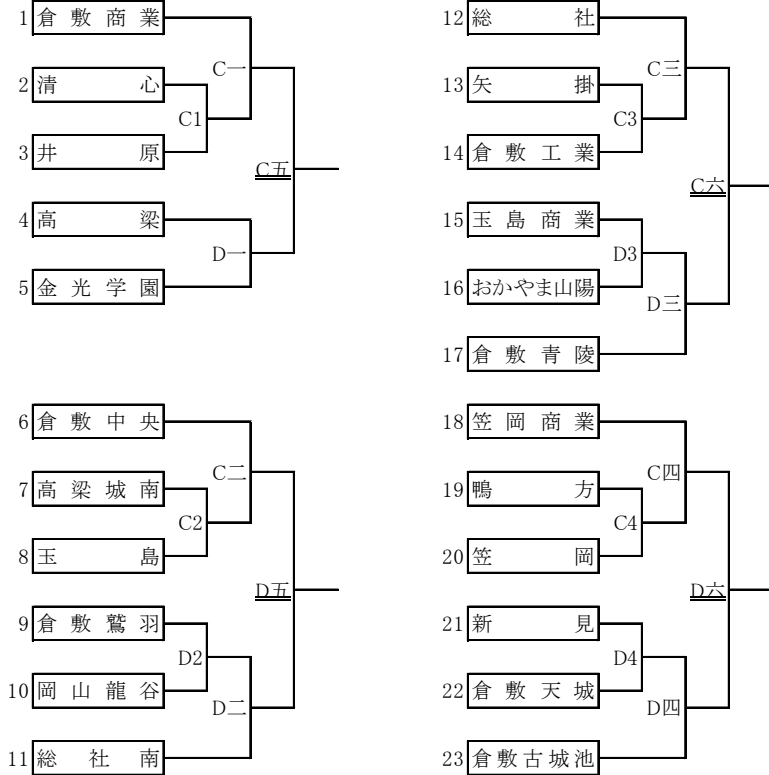 1 倉敷商業
C一
2 清心
C1
3 井原
C五
4 高梁
D一
5 金光学園
6 倉敷中央
C二
7 高梁城南
C2
8 玉島
D五
9 倉敷鷲羽
D2
10 岡山龍谷
D二
11 総社南
12 総社
C三
13 矢掛
C3
14 倉敷工業
C六
15 玉島商業
D3
16 おかやま山陽
D三
17 倉敷青陵
18 笠岡商業
C四
19 鴨方
C4
20 笠岡
D六
21 新見
D4
22 倉敷天城
D四
23 倉敷古城池